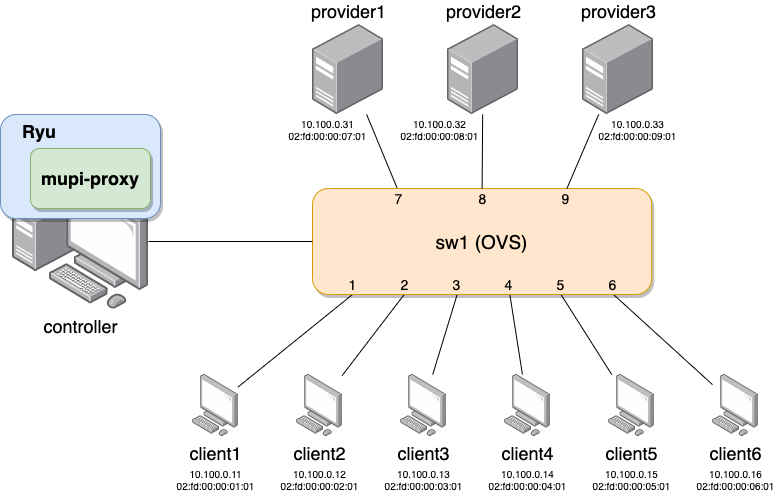 provider1
provider2
provider3
10.100.0.31
02:fd:00:00:07:01
10.100.0.32
02:fd:00:00:08:01
10.100.0.33
02:fd:00:00:09:01
Ryu
mupi-proxy
controller
7
8
9
sw1 (OVS)
1
2
3
4
5
6
client1
client2
client3
client4
client5
client6
10.100.0.11
02:fd:00:00:01:01
10.100.0.12
02:fd:00:00:02:01
10.100.0.13
02:fd:00:00:03:01
10.100.0.14
02:fd:00:00:04:01
10.100.0.15
02:fd:00:00:05:01
10.100.0.16
02:fd:00:00:06:01